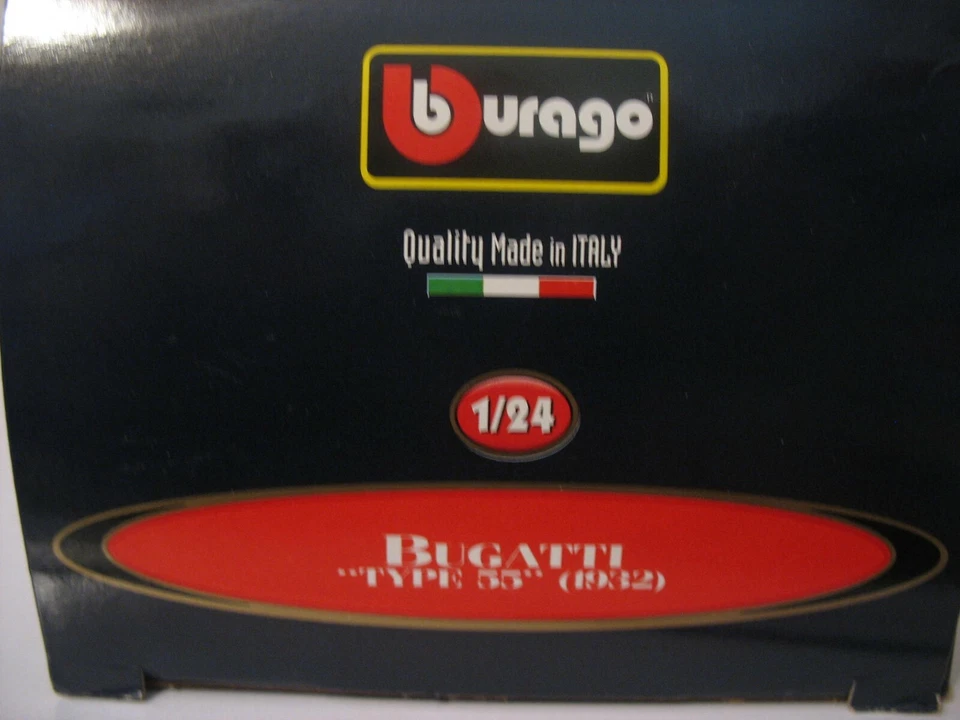 burago
Quality Made in ITALY
1/24
BUGATTI
"TYPE 55" (1932)